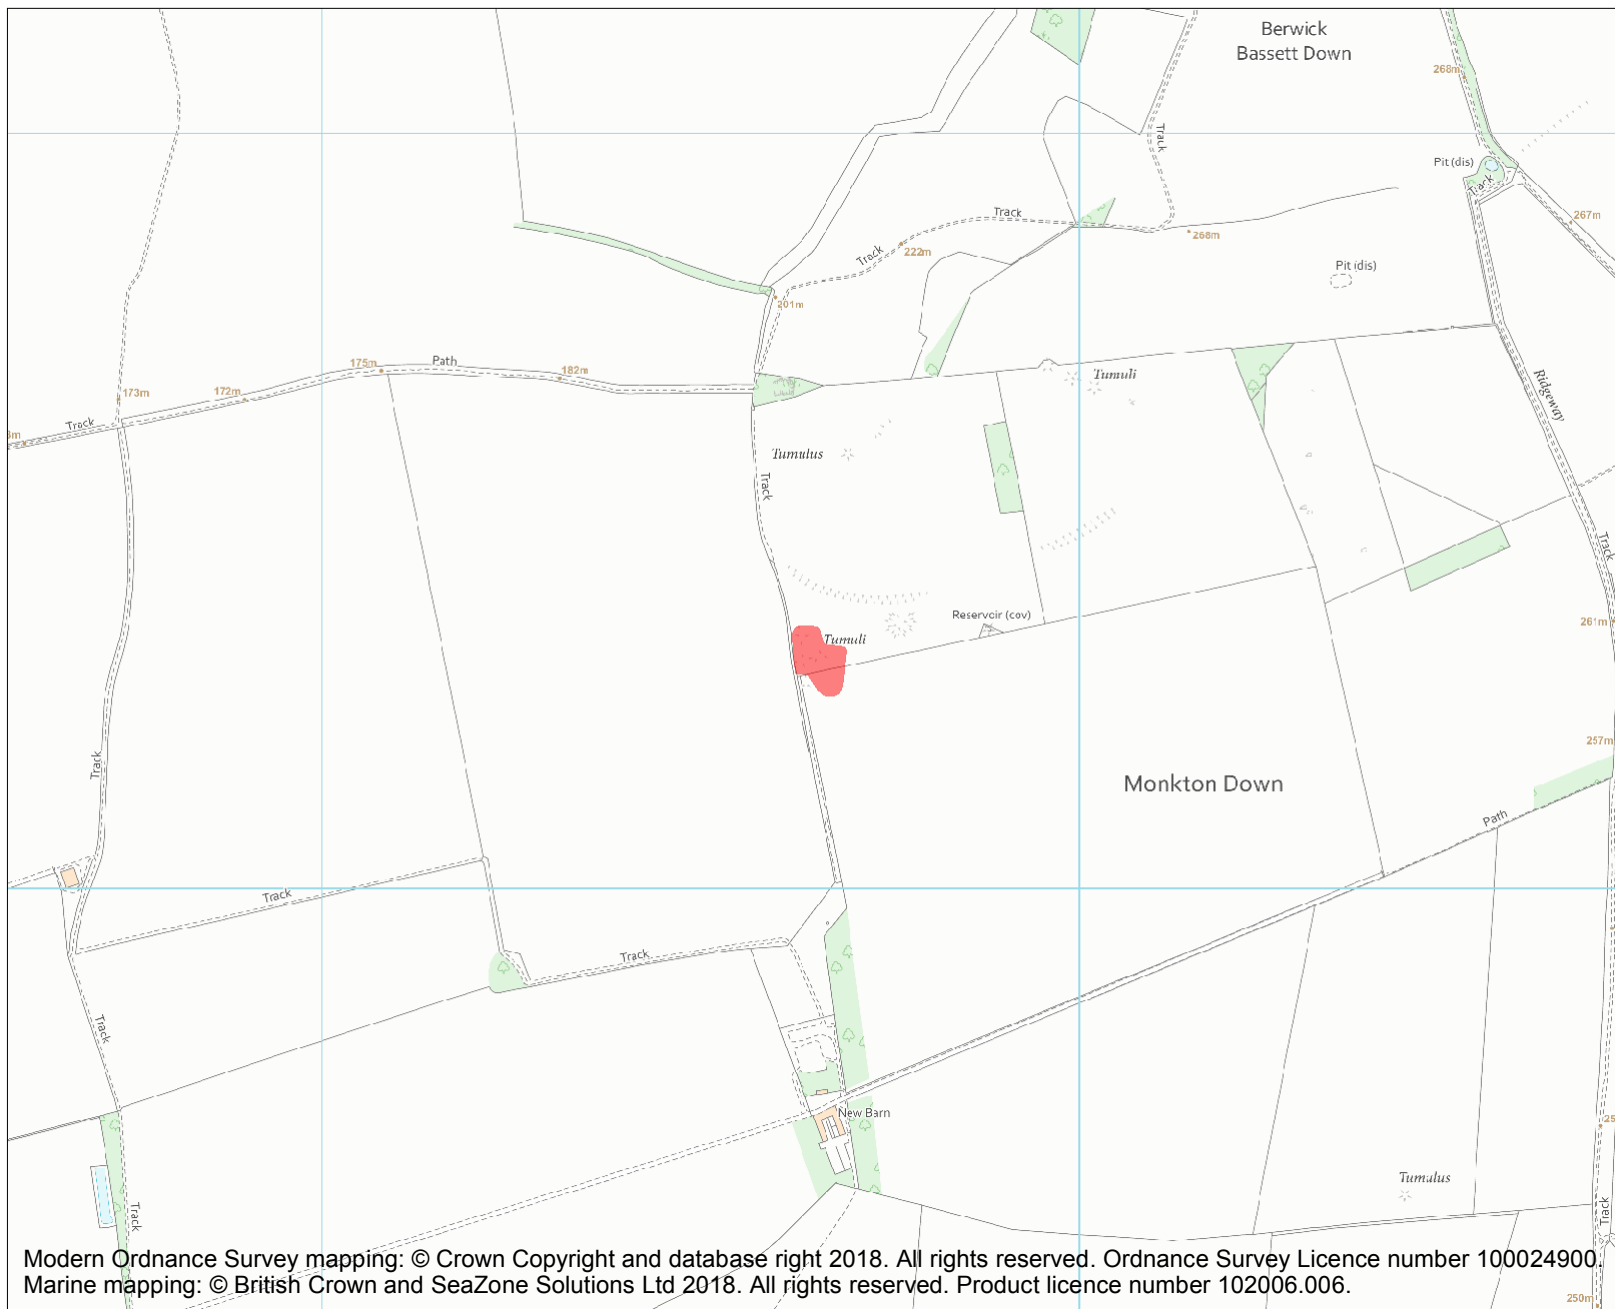 Berwick
Bassett Down
268m
Track
Pit (dis)
Track
Track
267m
268m
Track
222m
Pit (dis)
201m
Path
175m
182m
172m
173m
Tumuli
Ridgeway
Track
Tumulus
Track
Track
Reservoir (cov)
261m
Tumuli
257m
Track
Monkton Down
Path
Track
Track
Track
New Barn
Tumulus
Track
Track
250m
Modern Ordnance Survey mapping: © Crown Copyright and database right 2018. All rights reserved. Ordnance Survey Licence number 100024900.
Marine mapping: © British Crown and SeaZone Solutions Ltd 2018. All rights reserved. Product licence number 102006.006.